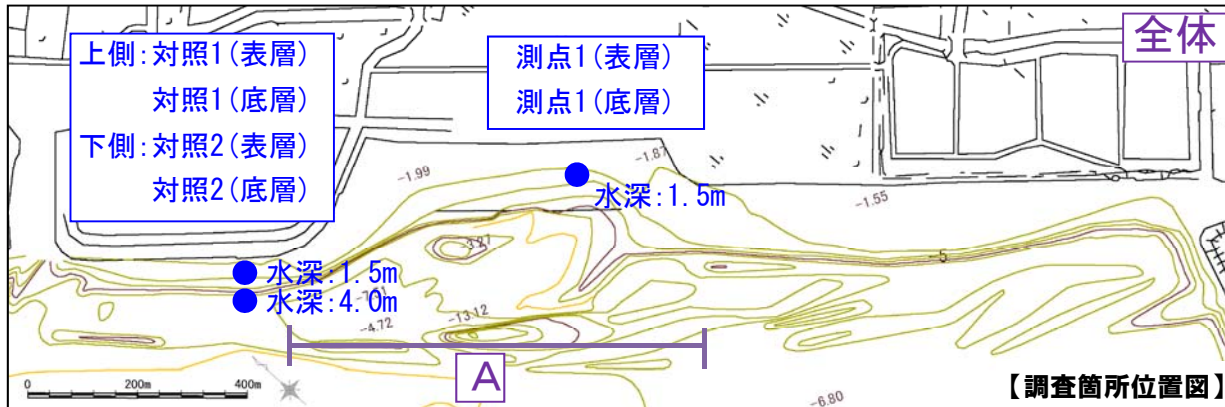 全体
上側:対照1(表層)
対照1(底層)
下側:対照2(表層)
対照2(底層)
測点1(表層)
測点1(底層)
-1.87
-1.99
水深:1.5m
-1.55
-3.27
-5
水深:1.5m
水深:4.0m
-13.12
-4.72
A
0 200m 400m
-6.80
【調査箇所位置図】